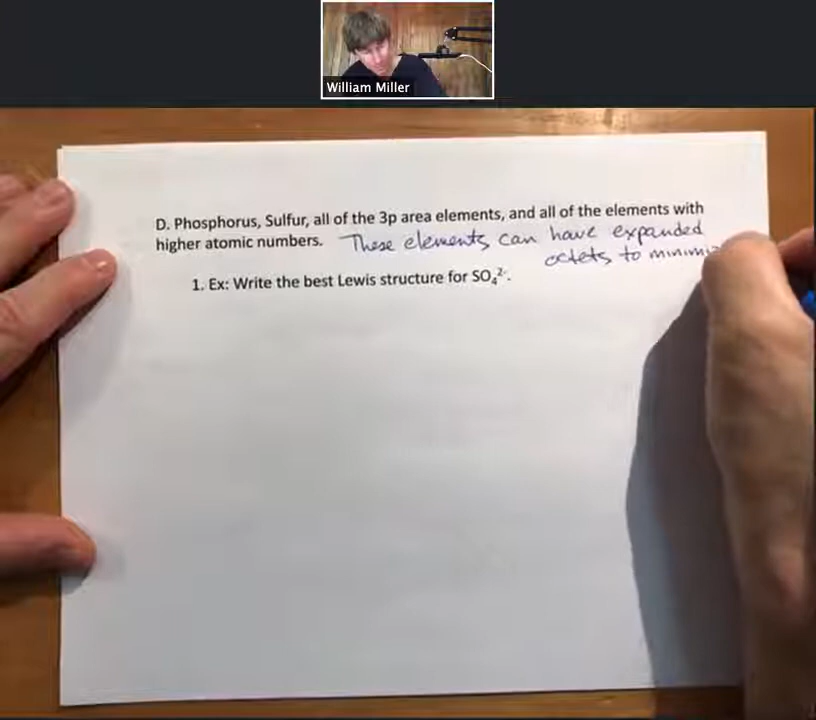 William Miller
D. Phosphorus, Sulfur, all of the 3p area elements, and all of the elements with
higher atomic numbers. These elements can have expanded
octets to
1. Ex: Write the best Lewis structure for SO₄²⁻.